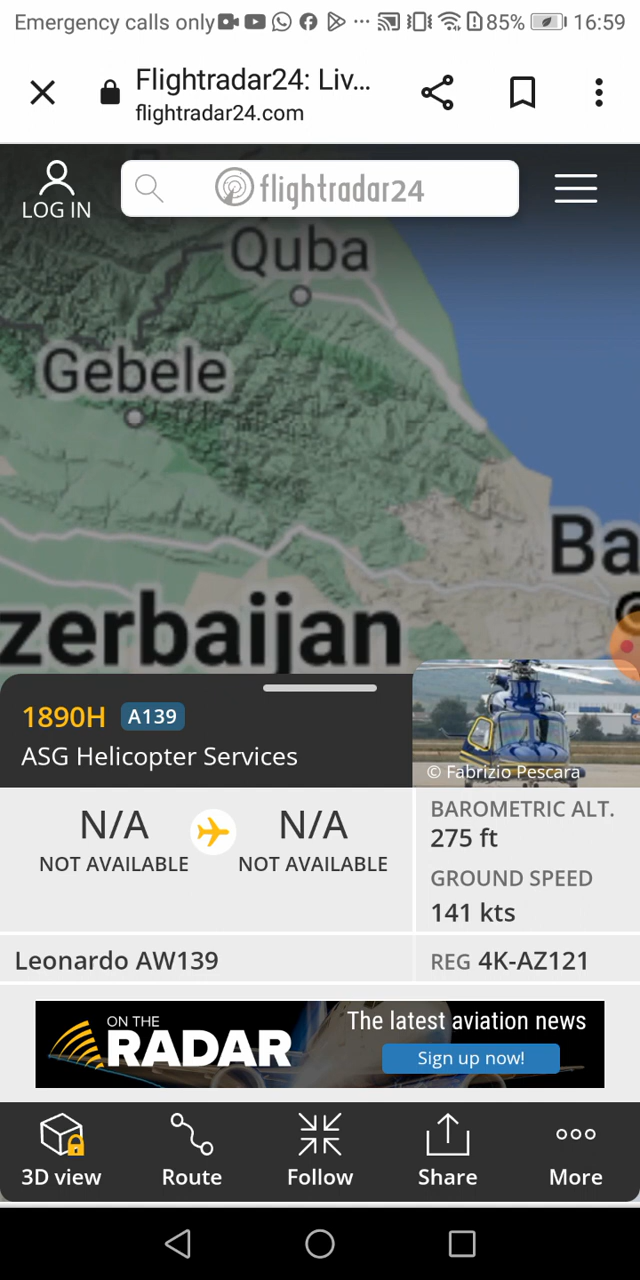 Emergency calls only 85% 16:59
Flightradar24: Liv...
flightradar24.com
LOG IN
flightradar24
Quba
Gebele
Ba
zerbaijan
1890H A139
ASG Helicopter Services
© Fabrizio Pescara
N/A N/A
NOT AVAILABLE NOT AVAILABLE
BAROMETRIC ALT.
275 ft
GROUND SPEED
141 kts
Leonardo AW139
REG 4K-AZ121
ON THE
RADAR
The latest aviation news
Sign up now!
3D view Route Follow Share More